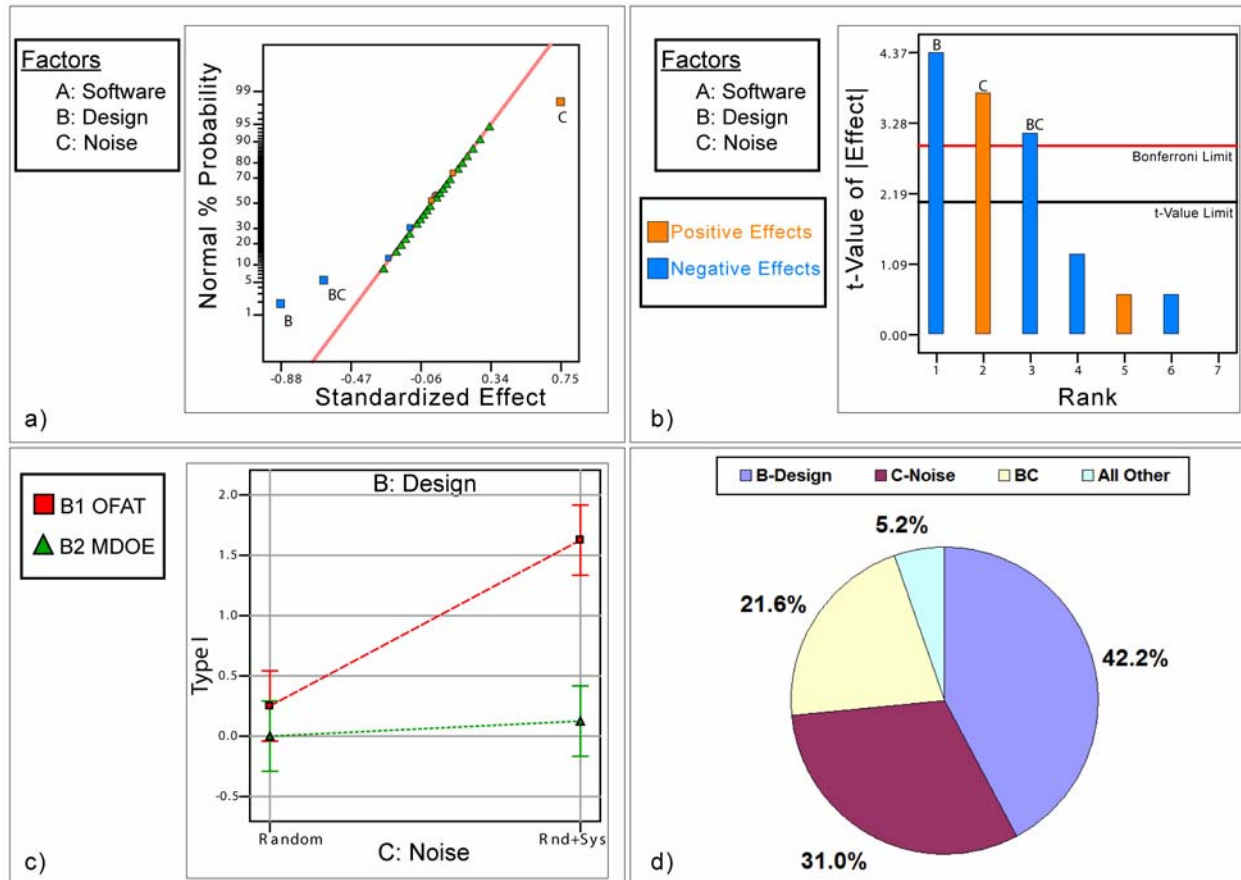 Factors
A: Software
B: Design
C: Noise
Normal % Probability
99
95
90
80
70
50
30
20
10
5
1
C
BC
B
-0.88
-0.47
-0.06
0.34
0.75
Standardized Effect
a)
Factors
A: Software
B: Design
C: Noise
Positive Effects
Negative Effects
t-Value of |Effect|
4.37
3.28
2.19
1.09
0.00
B
C
BC
Bonferroni Limit
t-Value Limit
1
2
3
4
5
6
7
Rank
b)
B1 OFAT
B2 MDOE
B: Design
Type I
2.0
1.5
1.0
0.5
0.0
-0.5
Random
Rnd+Sys
C: Noise
c)
B-Design
C-Noise
BC
All Other
5.2%
21.6%
42.2%
31.0%
d)